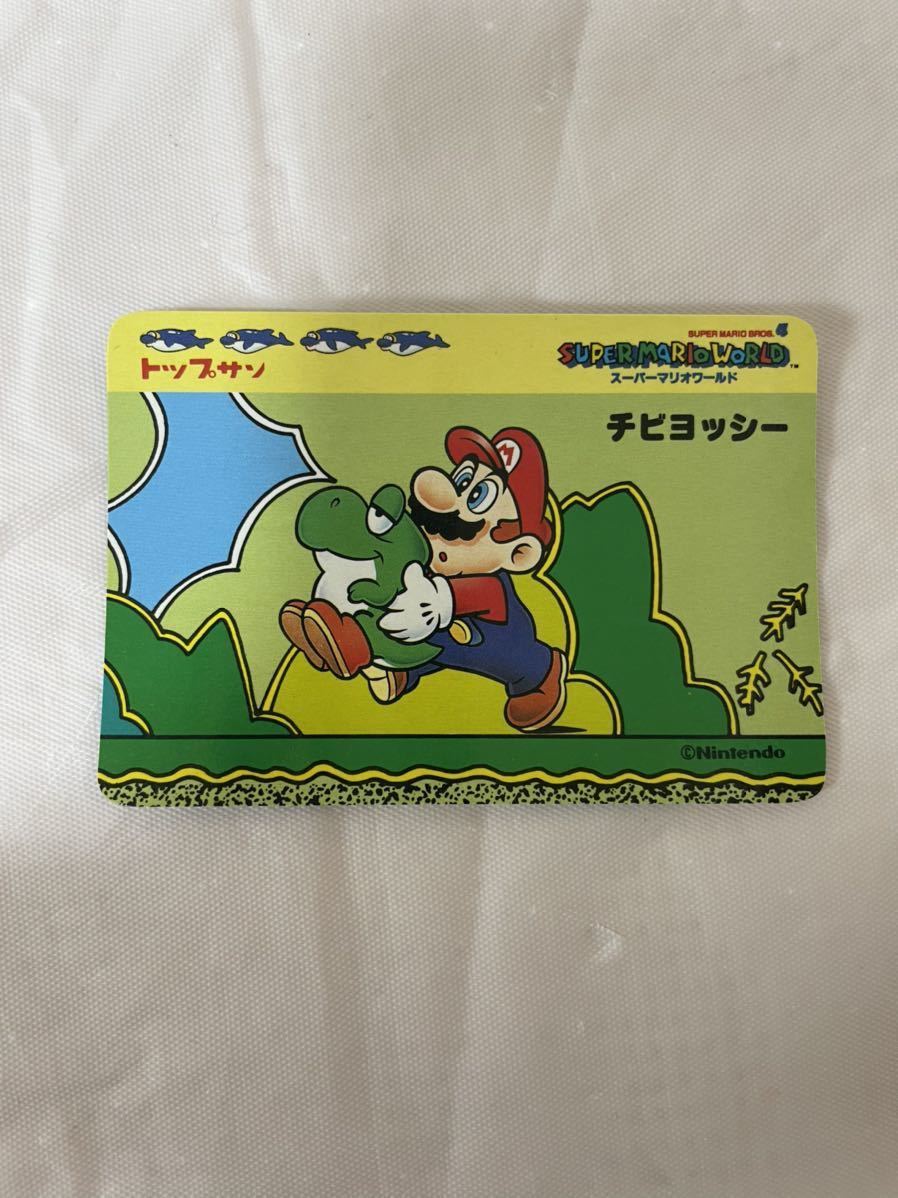 トップサン
SUPER MARIO BROS. 4
SUPER MARIO WORLD™
スーパーマリオワールド
チビヨッシー
M
©Nintendo